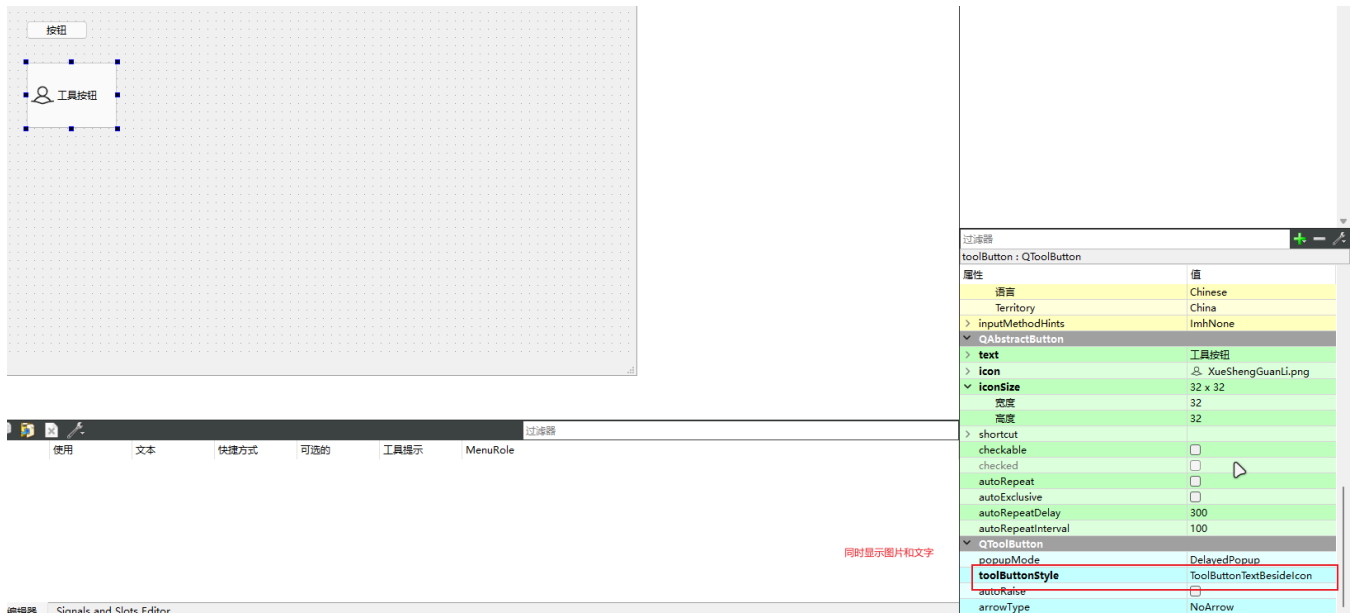 按钮
工具按钮
过滤器
toolButton : QToolButton
属性 值
语言 Chinese
Territory China
inputMethodHints ImhNone
QAbstractButton
text 工具按钮
icon XueShengGuanLi.png
iconSize 32 x 32
宽度 32
高度 32
shortcut
checkable
checked
autoRepeat
autoExclusive
autoRepeatDelay 300
autoRepeatInterval 100
QToolButton
popupMode DelayedPopup
toolButtonStyle ToolButtonTextBesideIcon
autoRaise
arrowType NoArrow
过滤器
使用 文本 快捷方式 可选的 工具提示 MenuRole
同时显示图片和文字
编辑器 Signals and Slots Editor